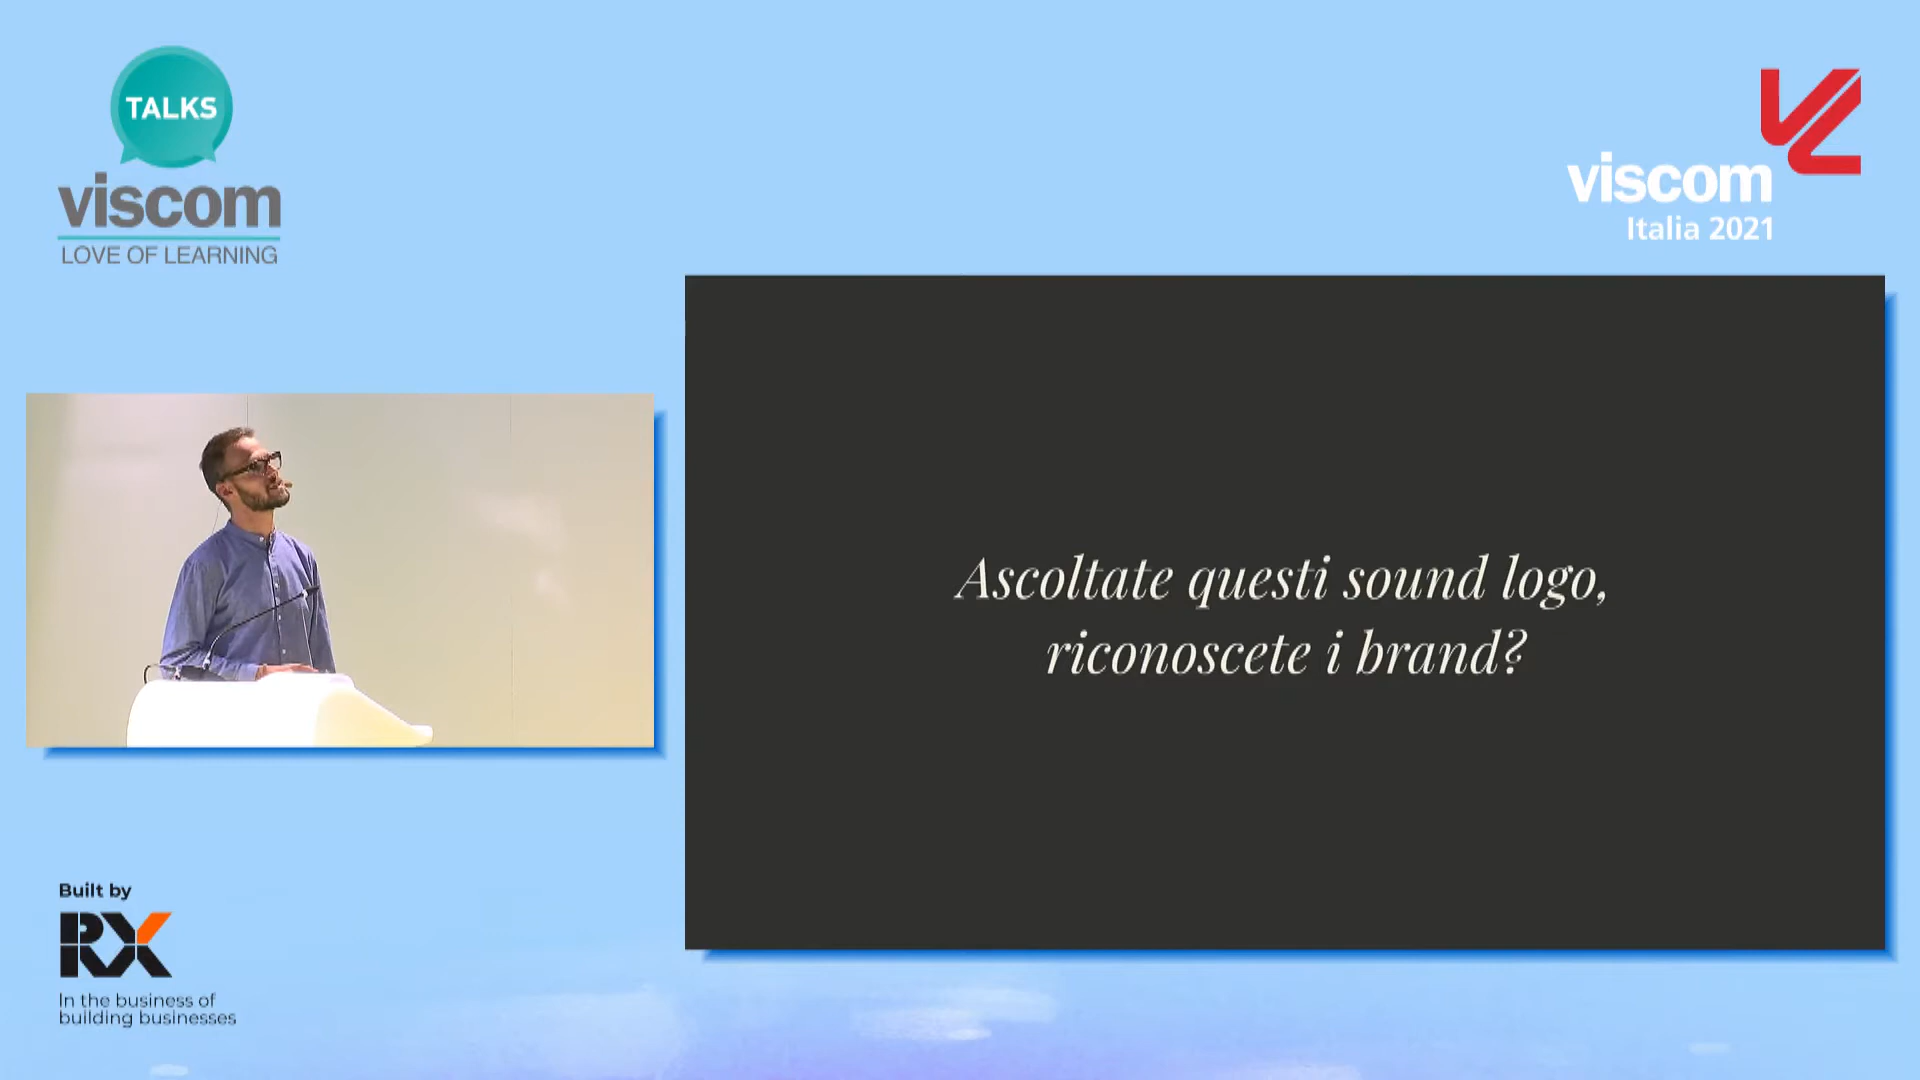 TALKS
viscom
LOVE OF LEARNING
viscom
Italia 2021
Ascoltate questi sound logo,
riconoscete i brand?
Built by
RX
In the business of
building businesses